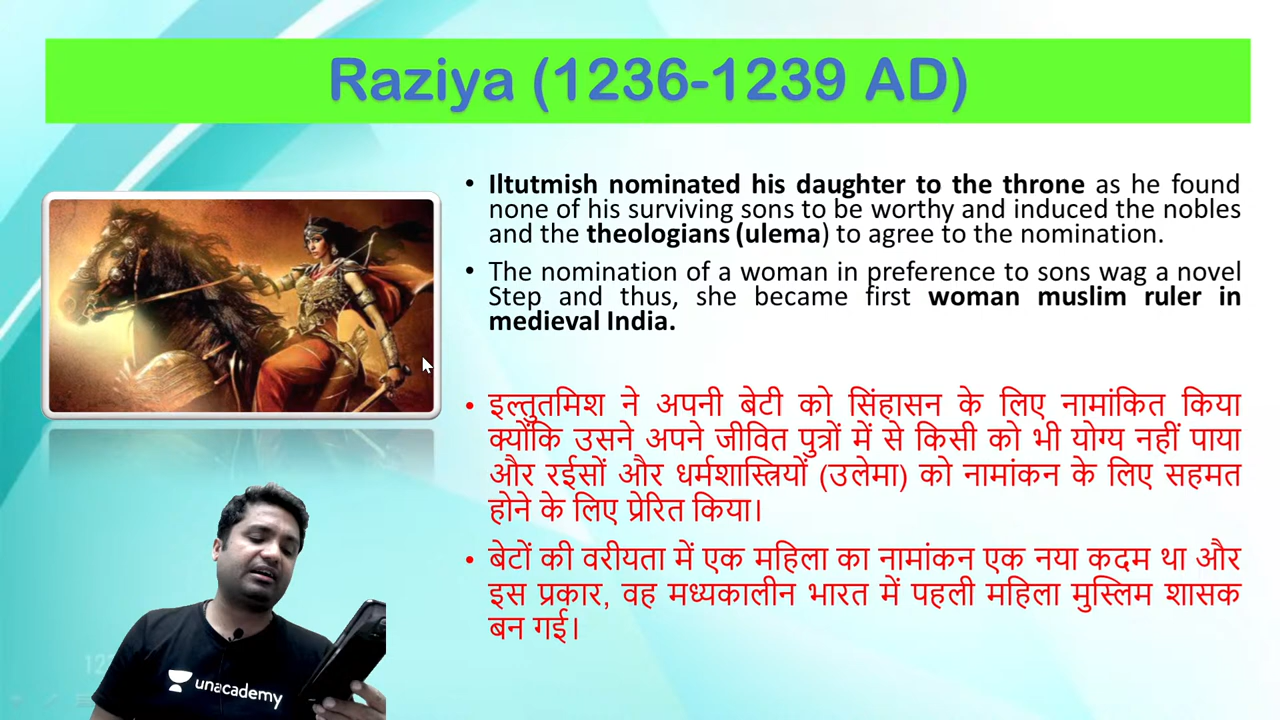 Raziya (1236-1239 AD)
• Iltutmish nominated his daughter to the throne as he found
none of his surviving sons to be worthy and induced the nobles
and the theologians (ulema) to agree to the nomination.
• The nomination of a woman in preference to sons wag a novel
Step and thus, she became first woman muslim ruler in
medieval India.
• इल्तुतमिश ने अपनी बेटी को सिंहासन के लिए नामांकित किया
क्योंकि उसने अपने जीवित पुत्रों में से किसी को भी योग्य नहीं पाया
और रईसों और धर्मशास्त्रियों (उलेमा) को नामांकन के लिए सहमत
होने के लिए प्रेरित किया।
• बेटों की वरीयता में एक महिला का नामांकन एक नया कदम था और
इस प्रकार, वह मध्यकालीन भारत में पहली महिला मुस्लिम शासक
बन गई।
unacademy